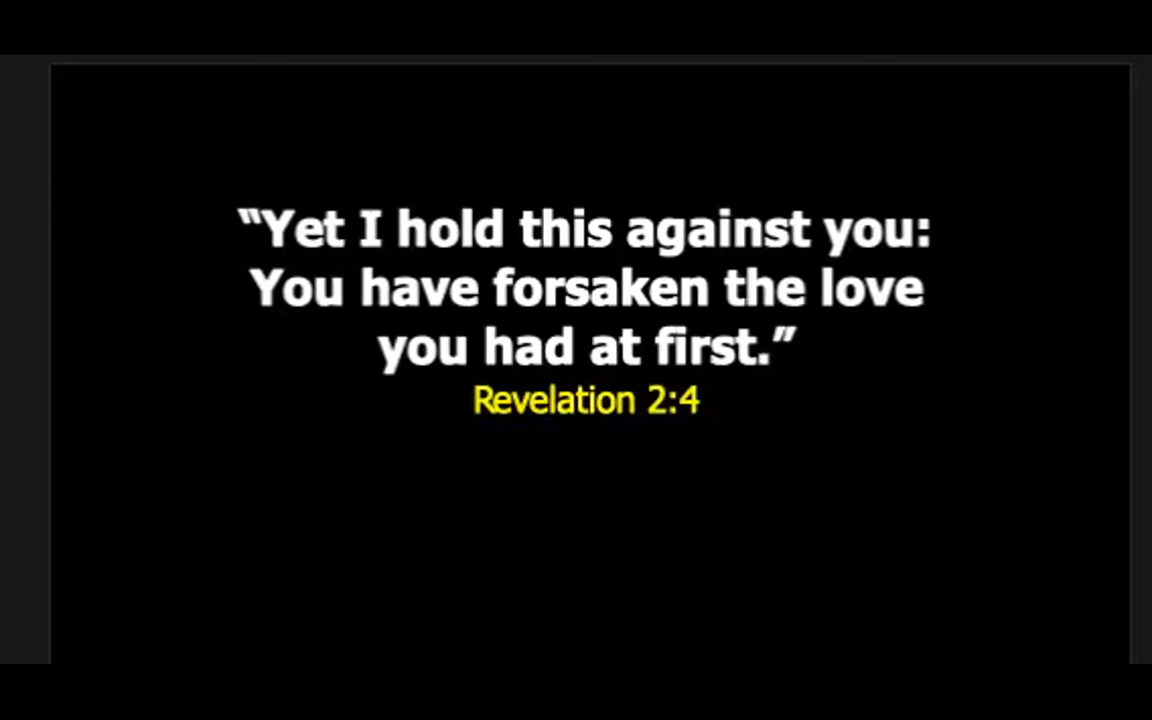 “Yet I hold this against you:
You have forsaken the love
you had at first.”
Revelation 2:4